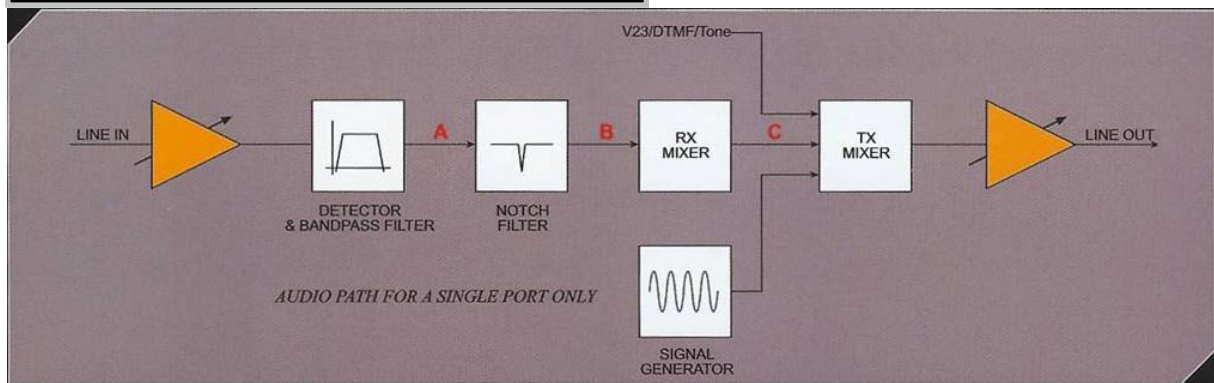 V23/DTMF/Tone
LINE IN
A
B
RX
MIXER
C
TX
MIXER
LINE OUT
DETECTOR
& BANDPASS FILTER
NOTCH
FILTER
AUDIO PATH FOR A SINGLE PORT ONLY
SIGNAL
GENERATOR